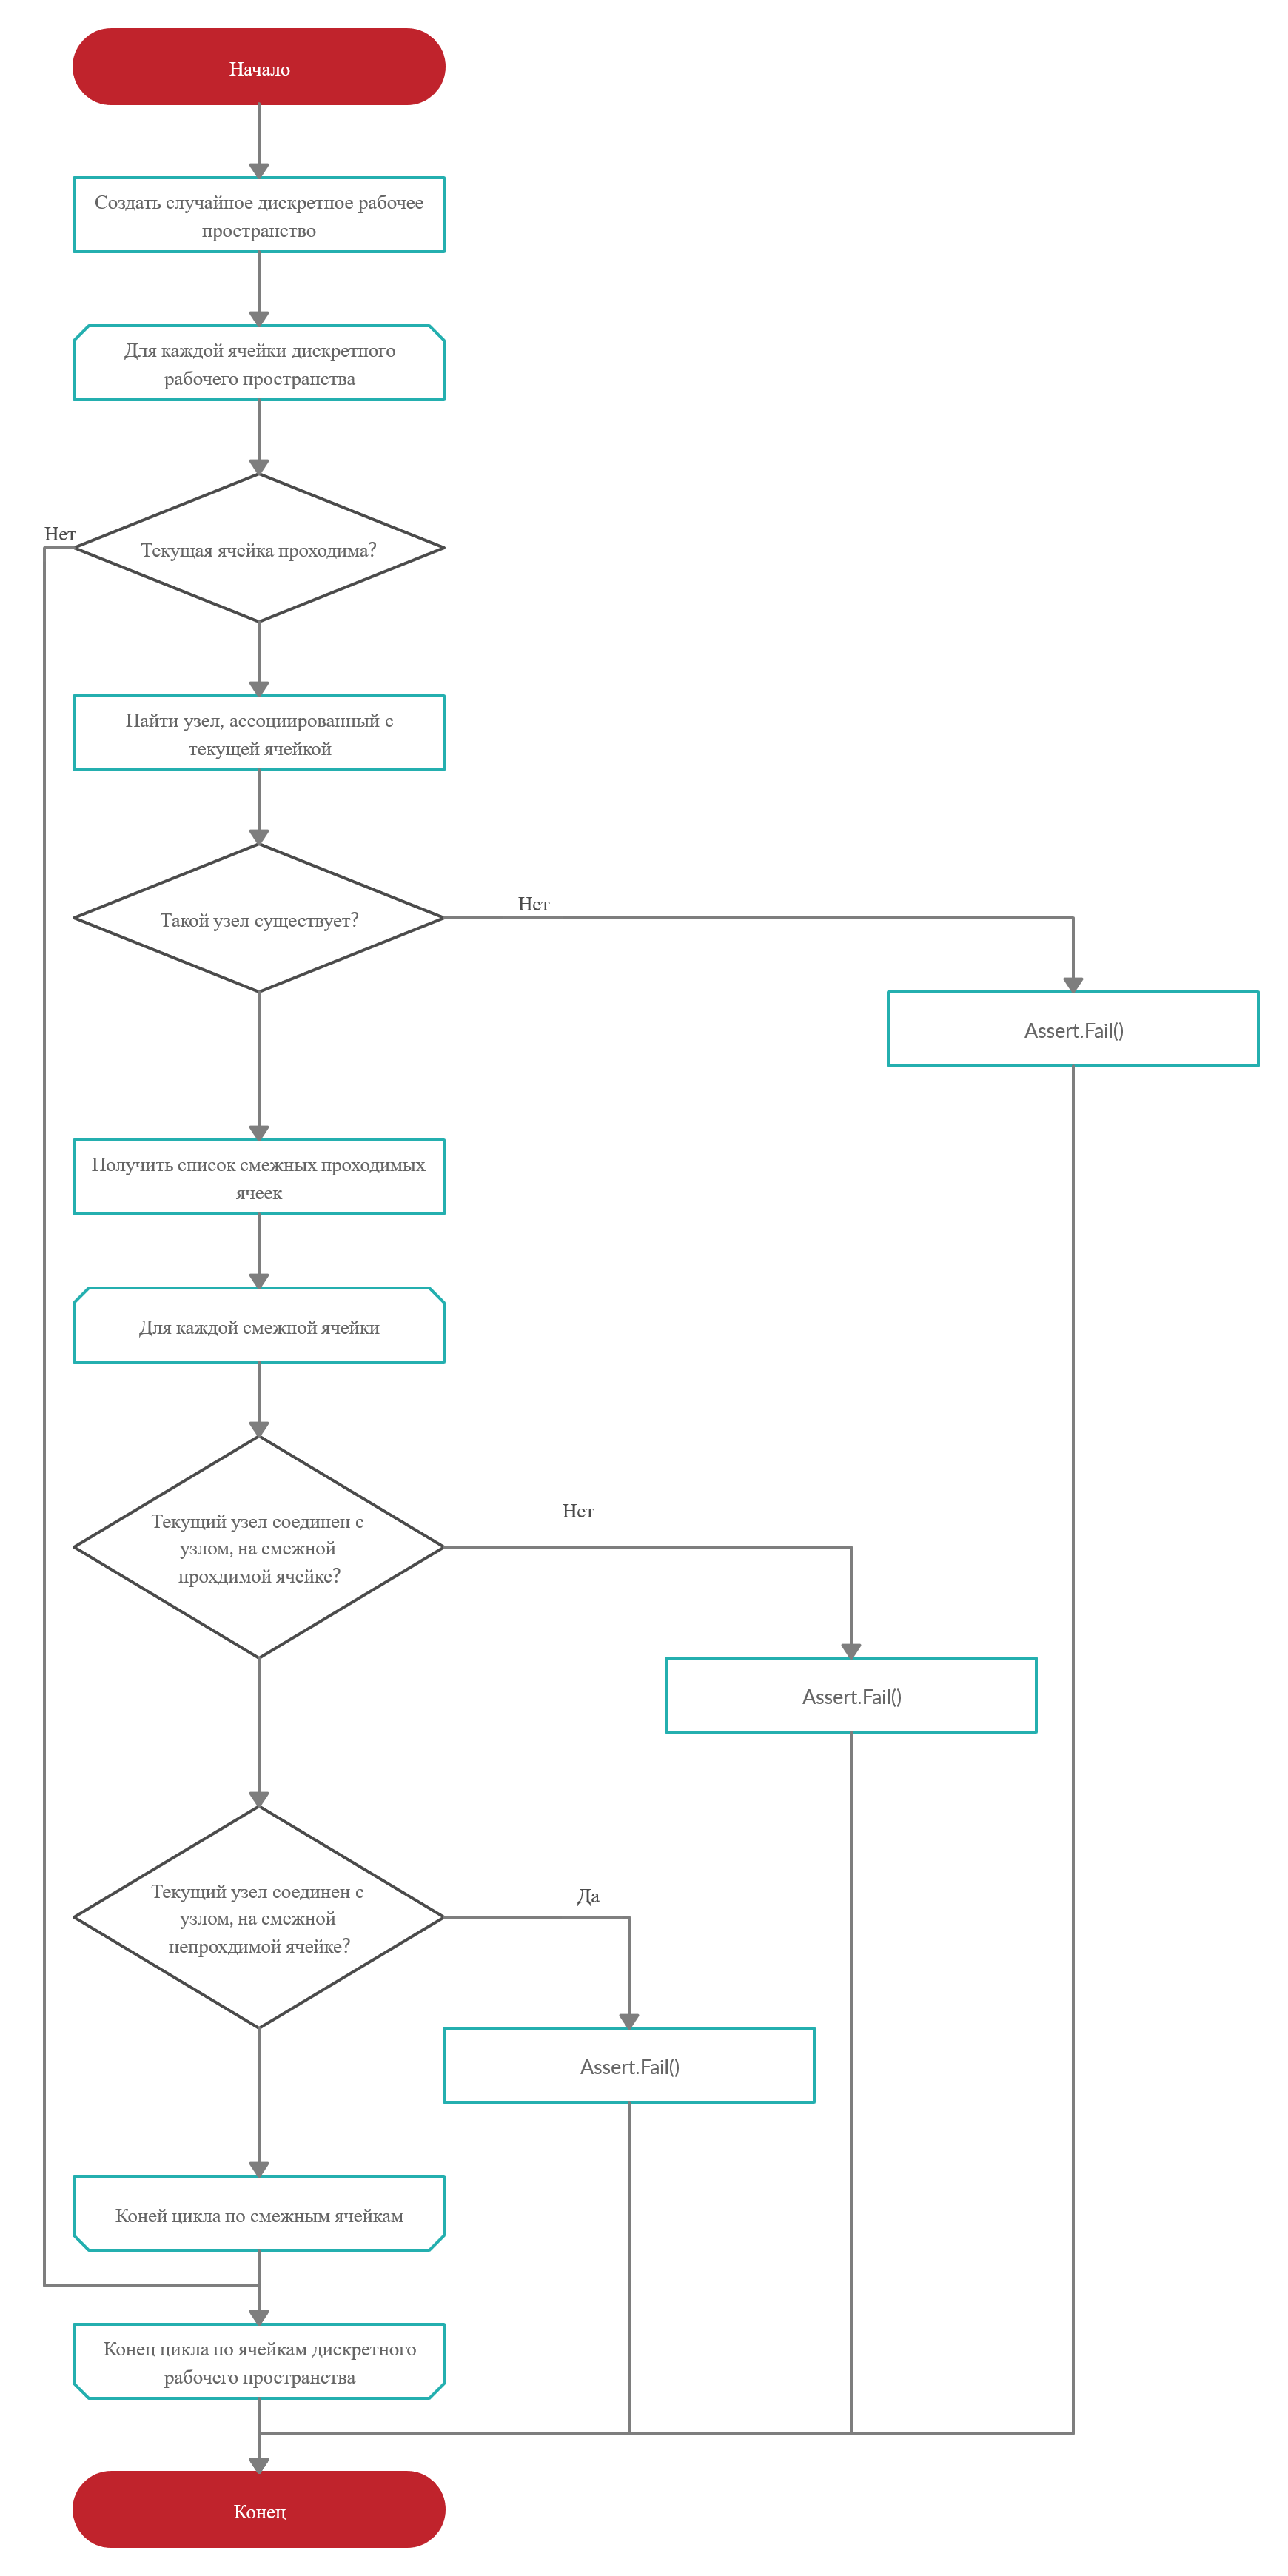 Начало
Создать случайное дискретное рабочее
пространство
Для каждой ячейки дискретного
рабочего пространства
Нет
Текущая ячейка проходима?
Найти узел, ассоциированный с
текущей ячейкой
Нет
Такой узел существует?
Assert.Fail()
Получить список смежных проходимых
ячеек
Для каждой смежной ячейки
Нет
Текущий узел соединен с
узлом, на смежной
прохдимой ячейке?
Assert.Fail()
Да
Текущий узел соединен с
узлом, на смежной
непрохдимой ячейке?
Assert.Fail()
Коней цикла по смежным ячейкам
Конец цикла по ячейкам дискретного
рабочего пространства
Конец